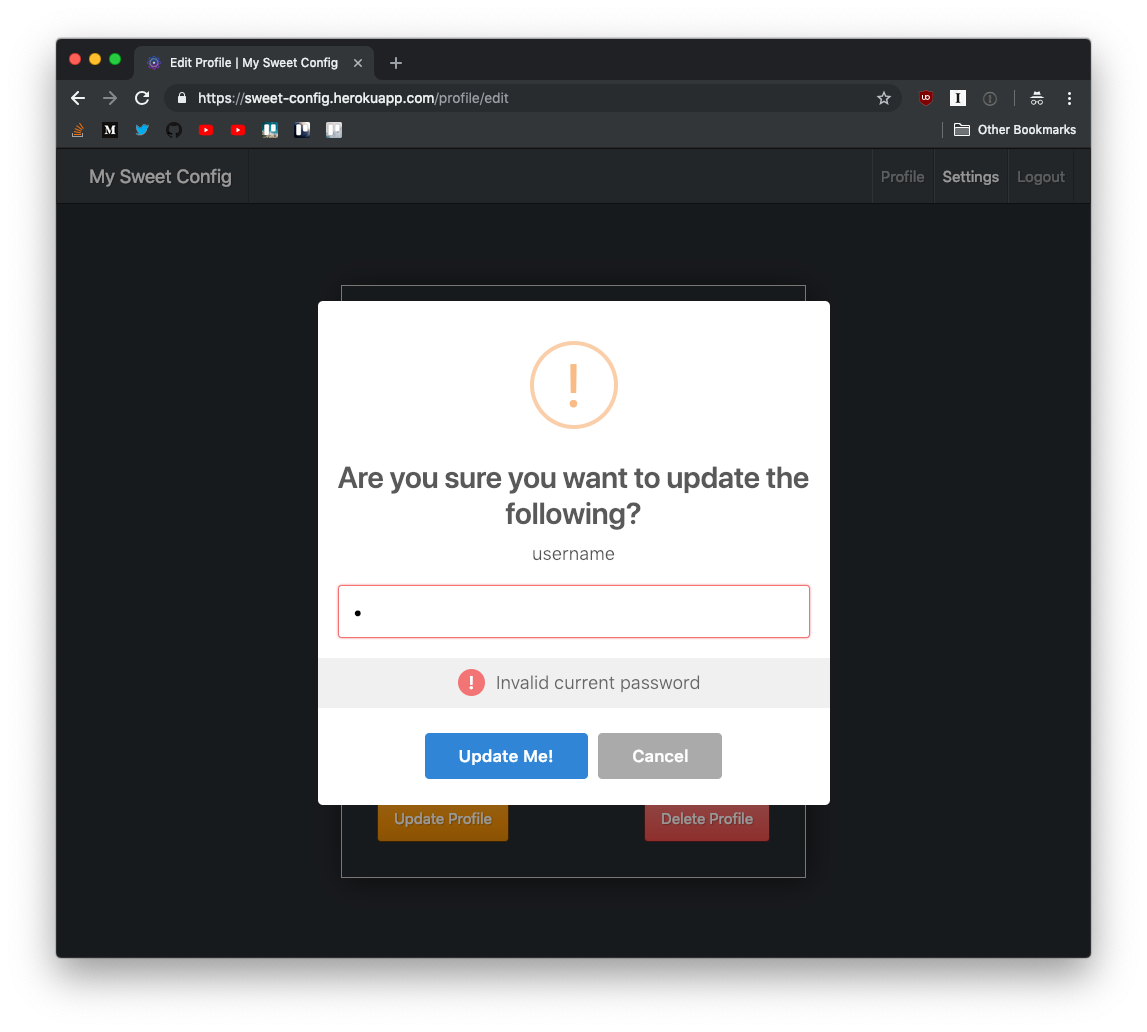 Edit Profile | My Sweet Config
https://sweet-config.herokuapp.com/profile/edit
UD
I
M
Other Bookmarks
My Sweet Config
Profile
Settings
Logout
!
Are you sure you want to update the
following?
username
•
! Invalid current password
Update Me!
Cancel
Update Profile
Delete Profile